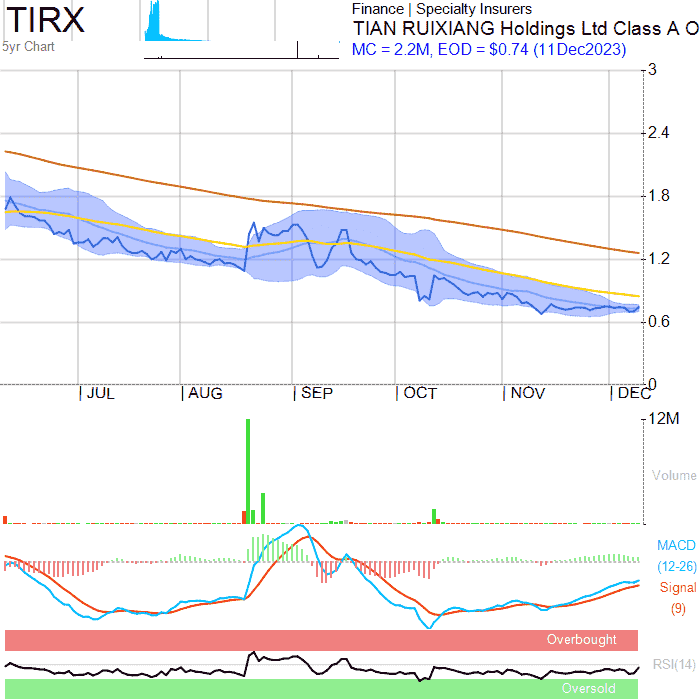 TIRX
5yr Chart
Finance | Specialty Insurers
TIAN RUIXIANG Holdings Ltd Class A O
MC = 2.2M, EOD = $0.74 (11Dec2023)
3
2.4
1.8
1.2
0.6
0
| JUL
| AUG
| SEP
| OCT
| NOV
| DEC
12M
Volume
MACD
(12-26)
Signal
(9)
Overbought
RSI(14)
Oversold